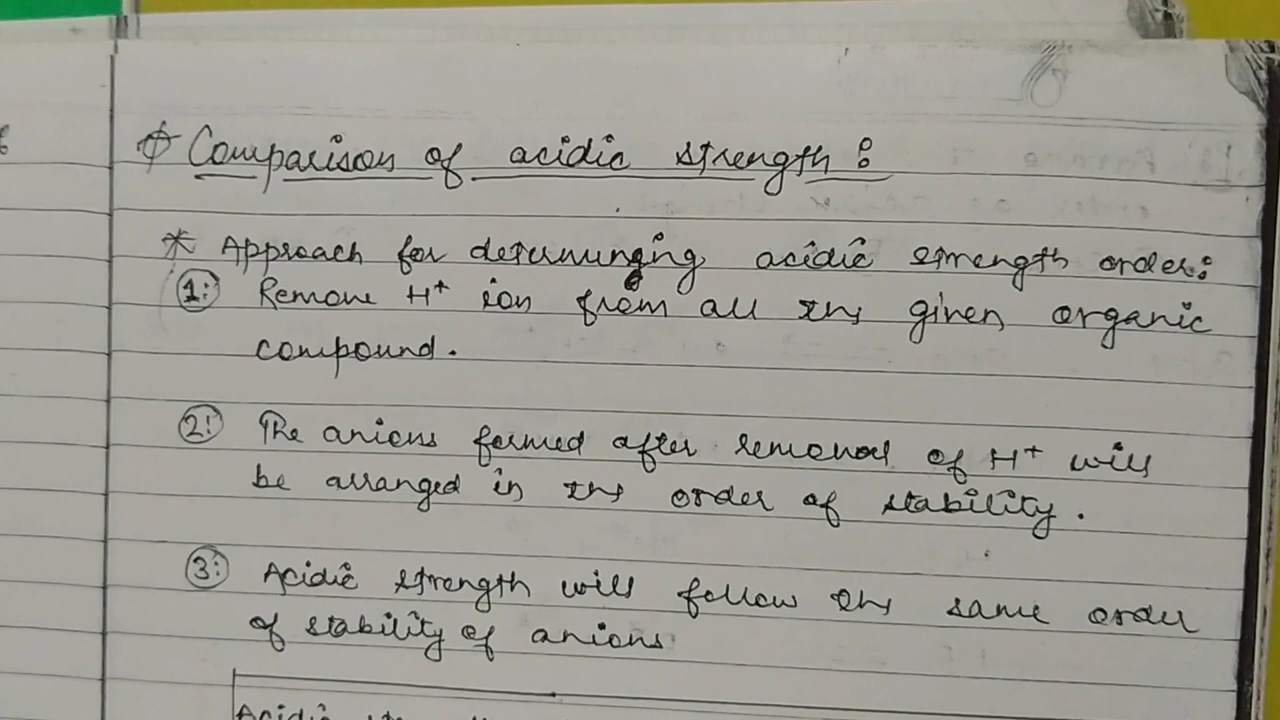 Comparison of acidic strength :
* Approach for determinging acidic strength order:
1: Remove H⁺ ion from all the given organic
compound.
2: The anions formed after removal of H⁺ will
be arranged in the order of stability.
3: Acidic strength will follow the same order
of stability of anions
Acidic